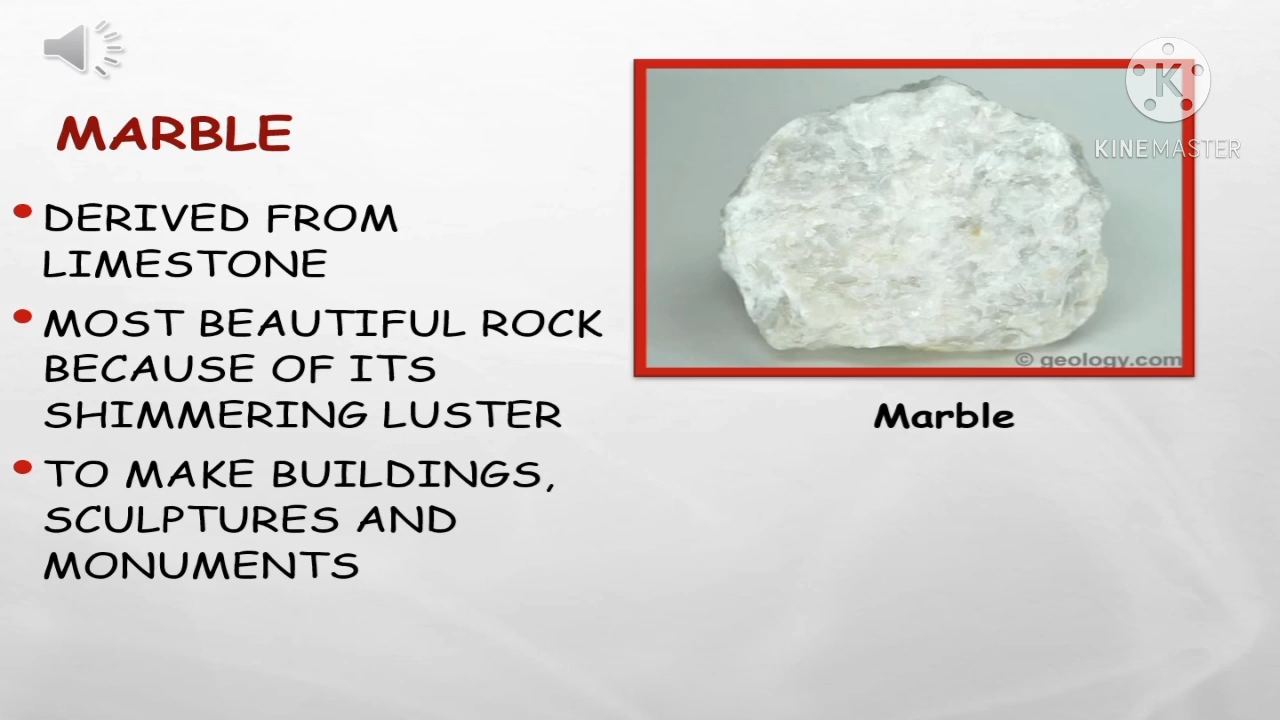 MARBLE
• DERIVED FROM
LIMESTONE
• MOST BEAUTIFUL ROCK
BECAUSE OF ITS
SHIMMERING LUSTER
• TO MAKE BUILDINGS,
SCULPTURES AND
MONUMENTS
K
KINEMASTER
© geology.com
Marble